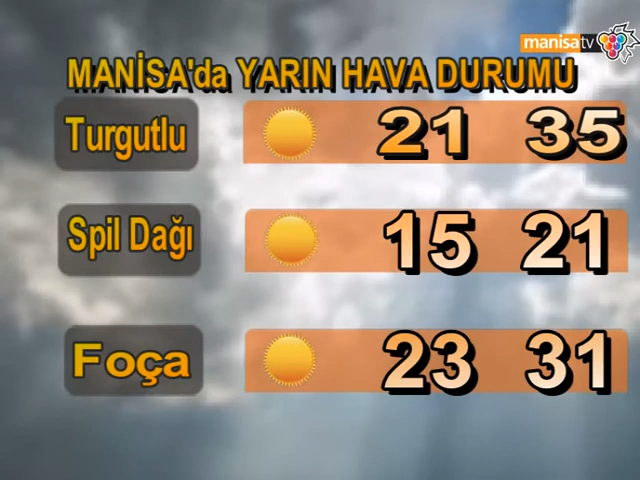 manisatv
MANİSA'da YARIN HAVA DURUMU
Turgutlu 21 35
Spil Dağı 15 21
Foça 23 31